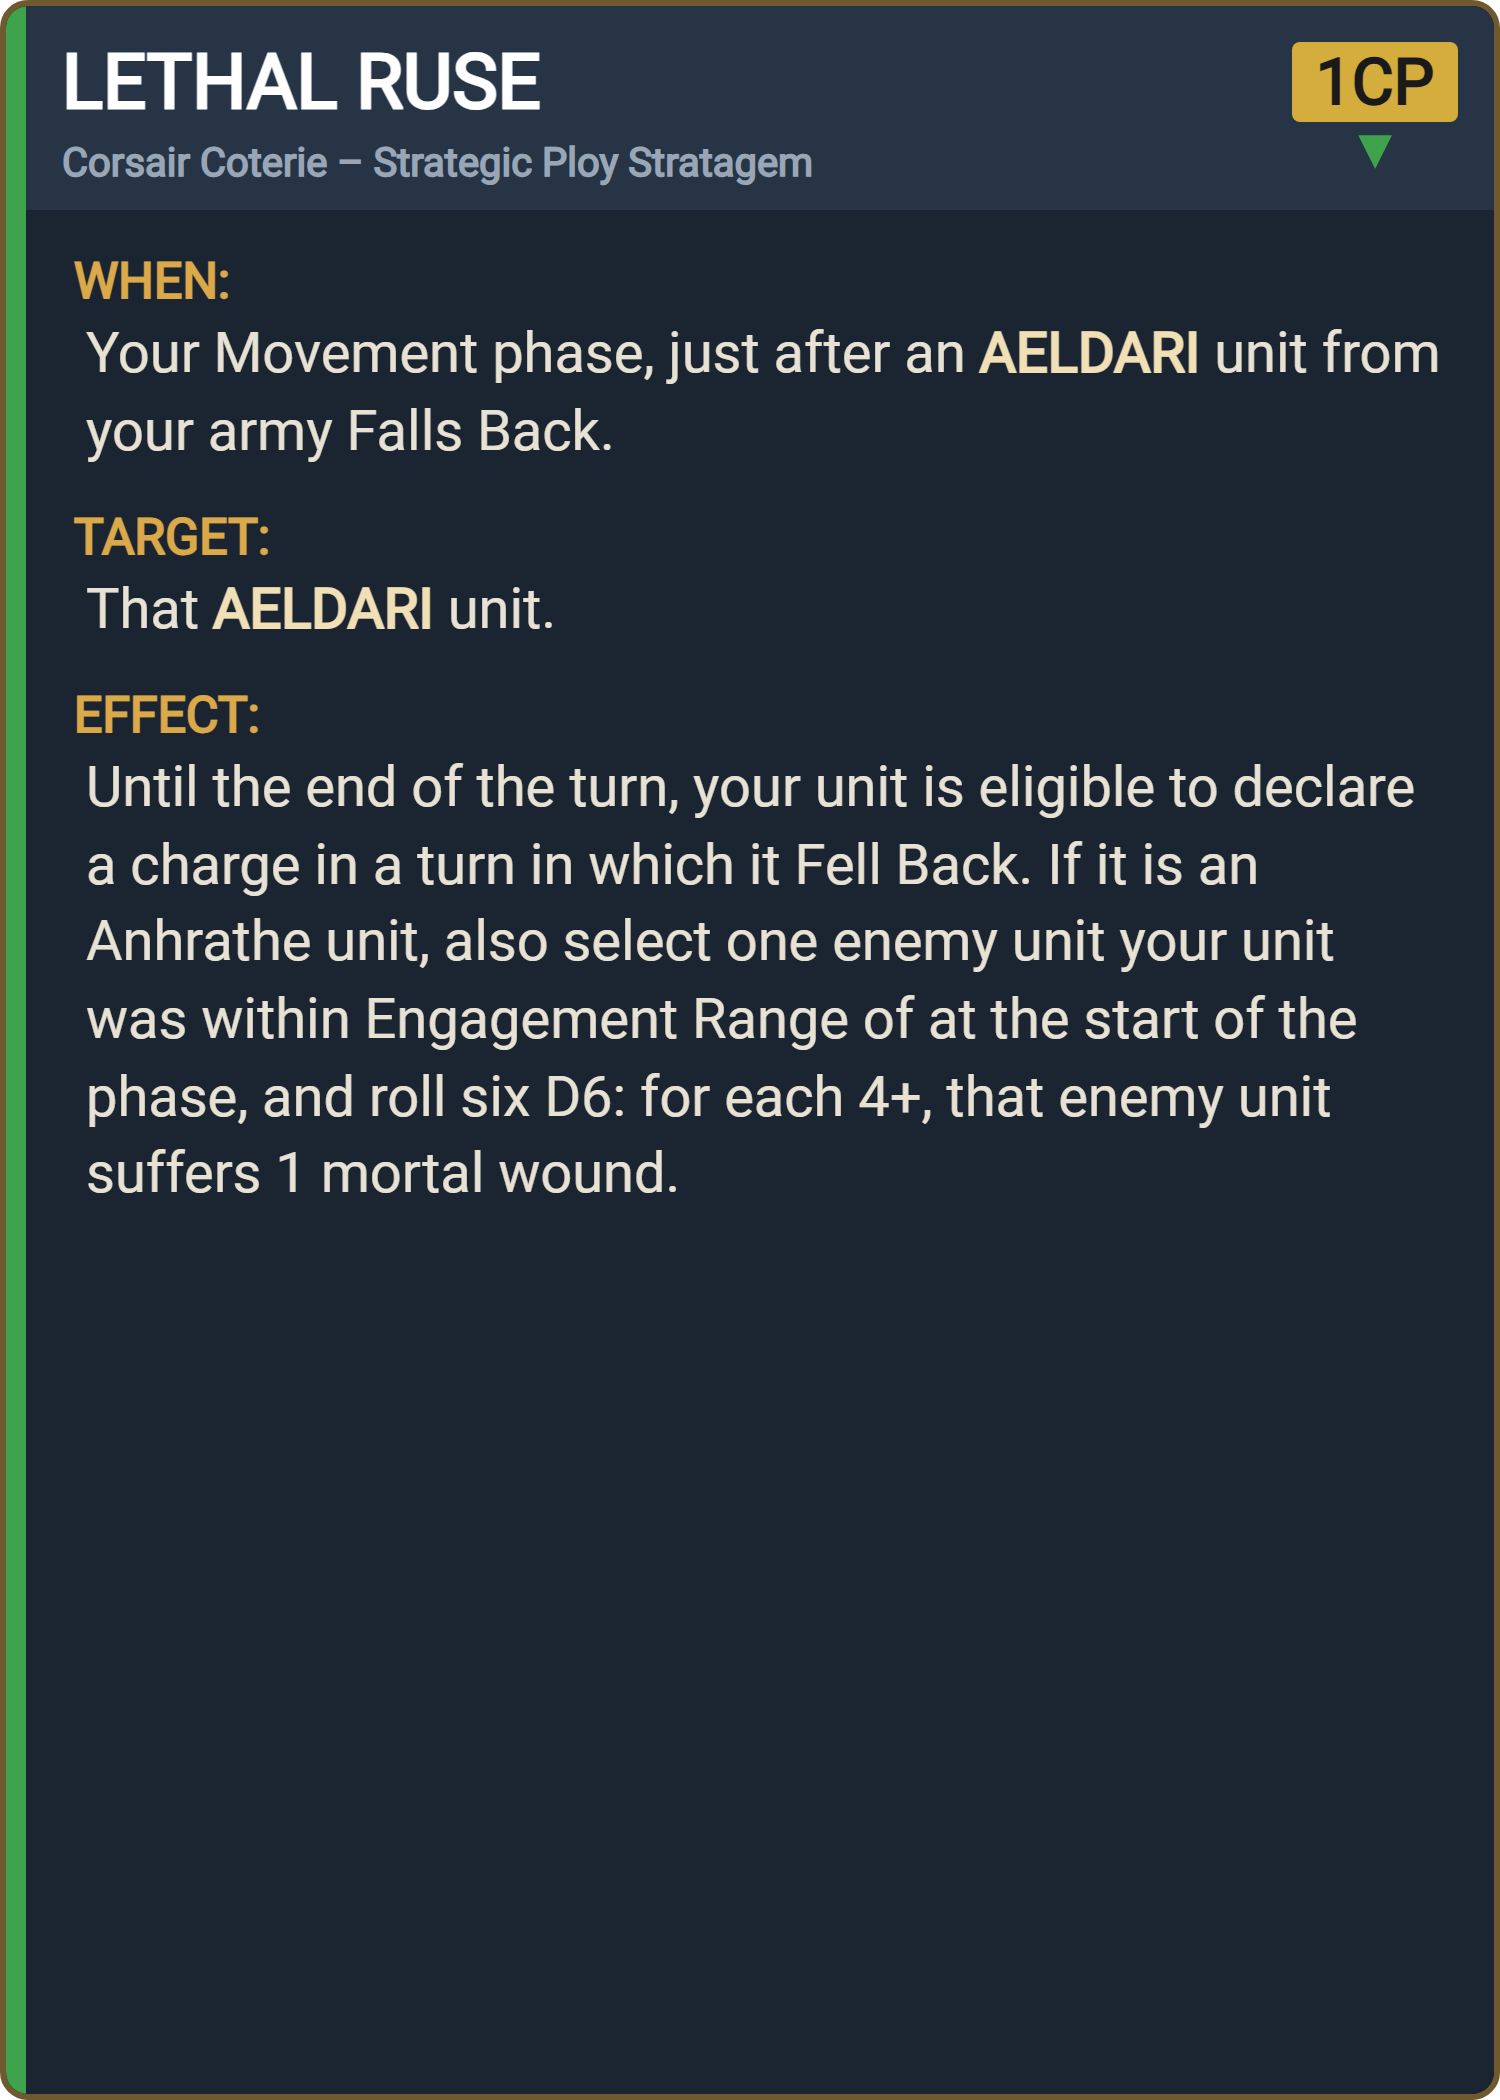 LETHAL RUSE
1CP
Corsair Coterie – Strategic Ploy Stratagem
WHEN:
Your Movement phase, just after an AELDARI unit from
your army Falls Back.
TARGET:
That AELDARI unit.
EFFECT:
Until the end of the turn, your unit is eligible to declare
a charge in a turn in which it Fell Back. If it is an
Anhrathe unit, also select one enemy unit your unit
was within Engagement Range of at the start of the
phase, and roll six D6: for each 4+, that enemy unit
suffers 1 mortal wound.